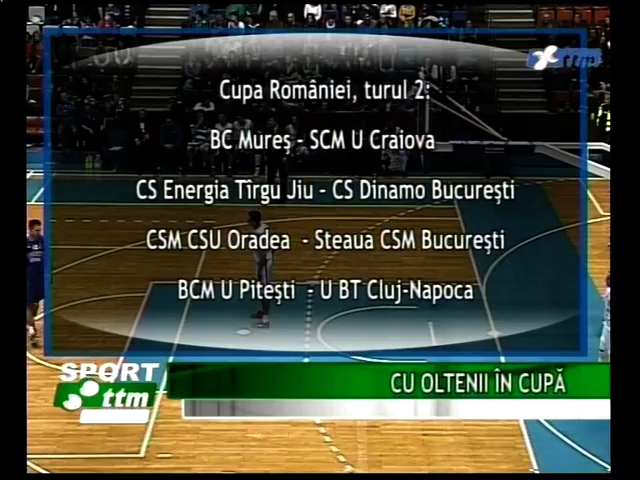 ttm
Cupa României, turul 2:
BC Mureş - SCM U Craiova
CS Energia Tîrgu Jiu - CS Dinamo Bucureşti
CSM CSU Oradea - Steaua CSM Bucureşti
BCM U Piteşti - U BT Cluj-Napoca
SPORT
ttm
CU OLTENII ÎN CUPĂ